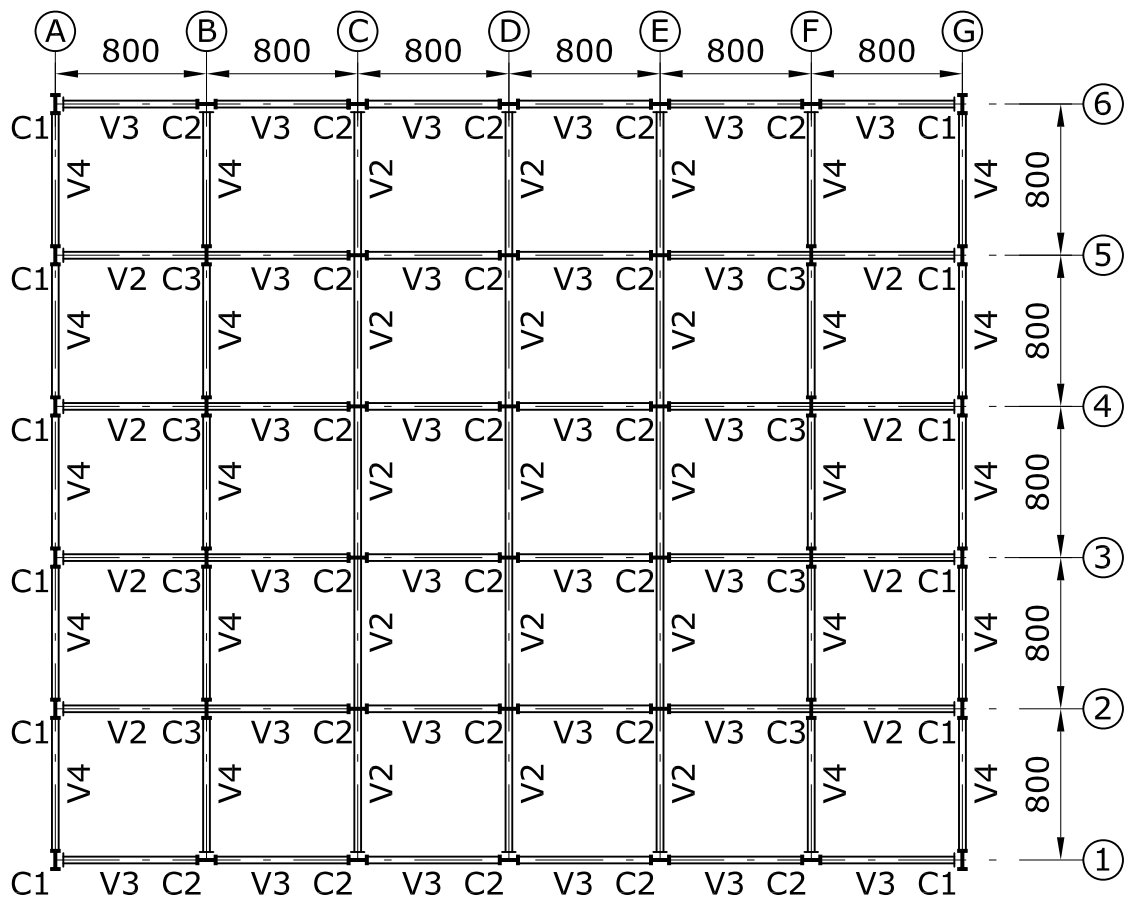 A B C D E F G
800 800 800 800 800 800
6
C1 V3 C2 V3 C2 V3 C2 V3 C2 V3 C2 V3 C1
V4 V4 V2 V2 V2 V4 V4 800
5
C1 V2 C3 V3 C2 V3 C2 V3 C2 V3 C3 V2 C1
V4 V4 V2 V2 V2 V4 V4 800
4
C1 V2 C3 V3 C2 V3 C2 V3 C2 V3 C3 V2 C1
V4 V4 V2 V2 V2 V4 V4 800
3
C1 V2 C3 V3 C2 V3 C2 V3 C2 V3 C3 V2 C1
V4 V4 V2 V2 V2 V4 V4 800
2
C1 V2 C3 V3 C2 V3 C2 V3 C2 V3 C3 V2 C1
V4 V4 V2 V2 V2 V4 V4 800
1
C1 V3 C2 V3 C2 V3 C2 V3 C2 V3 C2 V3 C1